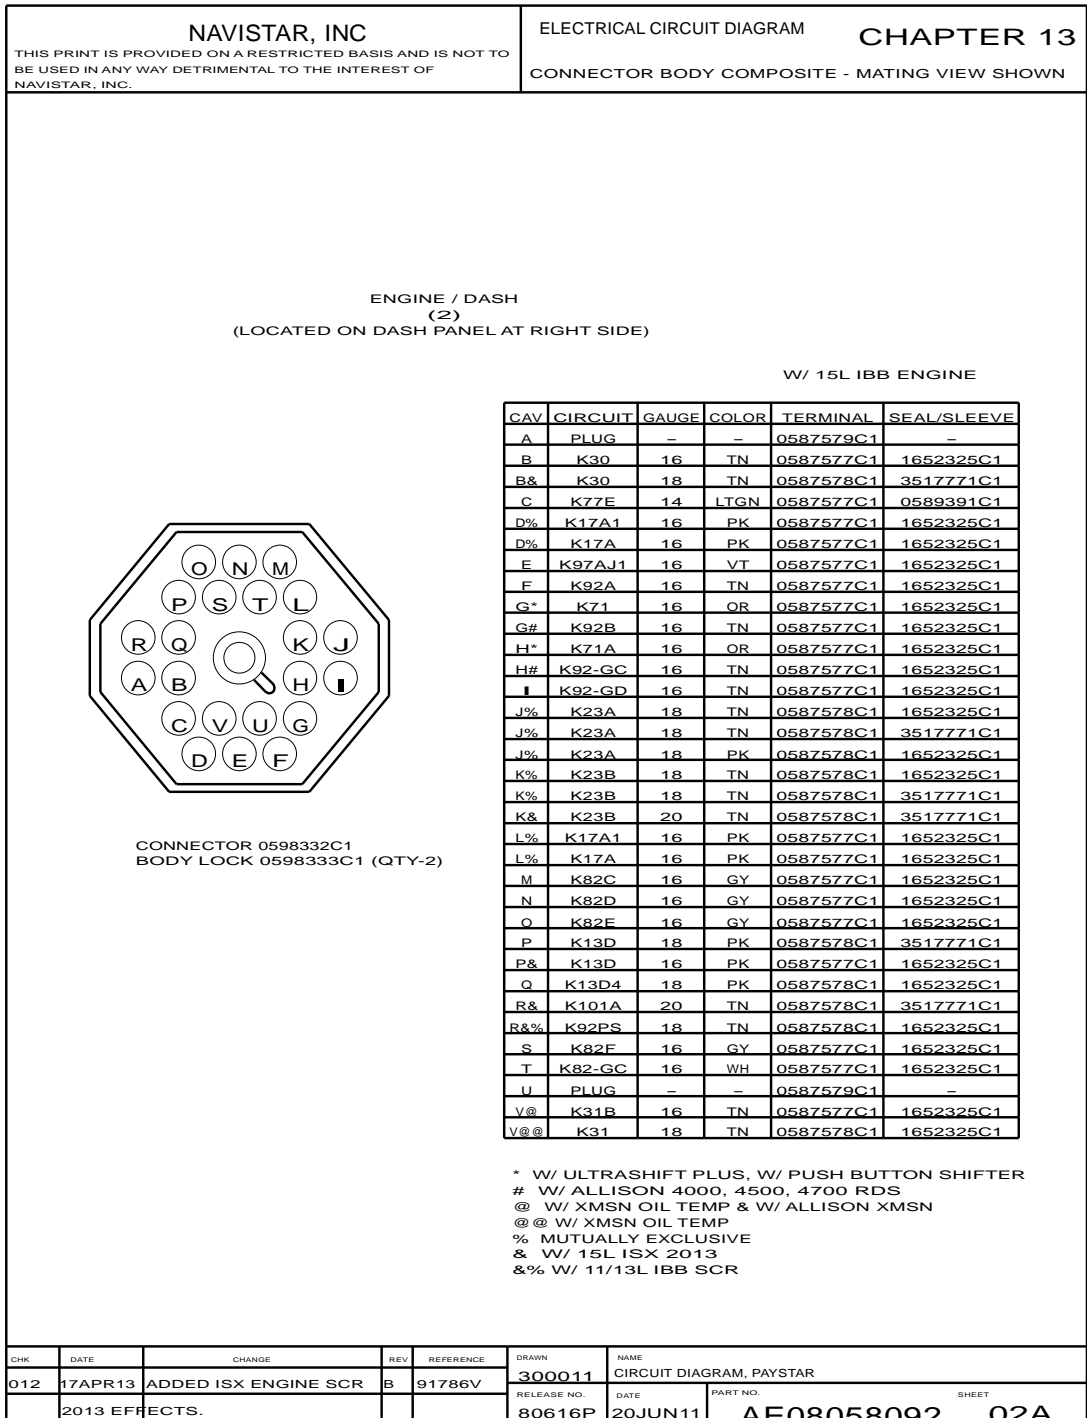 NAVISTAR, INC
THIS PRINT IS PROVIDED ON A RESTRICTED BASIS AND IS NOT TO
BE USED IN ANY WAY DETRIMENTAL TO THE INTEREST OF
NAVISTAR, INC.
ELECTRICAL CIRCUIT DIAGRAM CHAPTER 13
CONNECTOR BODY COMPOSITE - MATING VIEW SHOWN
ENGINE / DASH
(2)
(LOCATED ON DASH PANEL AT RIGHT SIDE)
W/ 15L IBB ENGINE
O N M
P S T L
R Q K J
A B H I
C V U G
D E F
CONNECTOR 0598332C1
BODY LOCK 0598333C1 (QTY-2)
CAV CIRCUIT GAUGE COLOR TERMINAL SEAL/SLEEVE
A PLUG – – 0587579C1 –
B K30 16 TN 0587577C1 1652325C1
B& K30 18 TN 0587578C1 3517771C1
C K77E 14 LTGN 0587577C1 0589391C1
D% K17A1 16 PK 0587577C1 1652325C1
D% K17A 16 PK 0587577C1 1652325C1
E K97AJ1 16 VT 0587577C1 1652325C1
F K92A 16 TN 0587577C1 1652325C1
G* K71 16 OR 0587577C1 1652325C1
G# K92B 16 TN 0587577C1 1652325C1
H* K71A 16 OR 0587577C1 1652325C1
H# K92-GC 16 TN 0587577C1 1652325C1
I K92-GD 16 TN 0587577C1 1652325C1
J% K23A 18 TN 0587578C1 1652325C1
J% K23A 18 TN 0587578C1 3517771C1
J% K23A 18 PK 0587578C1 1652325C1
K% K23B 18 TN 0587578C1 1652325C1
K% K23B 18 TN 0587578C1 3517771C1
K& K23B 20 TN 0587578C1 3517771C1
L% K17A1 16 PK 0587577C1 1652325C1
L% K17A 16 PK 0587577C1 1652325C1
M K82C 16 GY 0587577C1 1652325C1
N K82D 16 GY 0587577C1 1652325C1
O K82E 16 GY 0587577C1 1652325C1
P K13D 18 PK 0587578C1 3517771C1
P& K13D 16 PK 0587577C1 1652325C1
Q K13D4 18 PK 0587578C1 1652325C1
R& K101A 20 TN 0587578C1 3517771C1
R&% K92PS 18 TN 0587578C1 1652325C1
S K82F 16 GY 0587577C1 1652325C1
T K82-GC 16 WH 0587577C1 1652325C1
U PLUG – – 0587579C1 –
V@ K31B 16 TN 0587577C1 1652325C1
V@@ K31 18 TN 0587578C1 1652325C1
* W/ ULTRASHIFT PLUS, W/ PUSH BUTTON SHIFTER
# W/ ALLISON 4000, 4500, 4700 RDS
@ W/ XMSN OIL TEMP & W/ ALLISON XMSN
@@ W/ XMSN OIL TEMP
% MUTUALLY EXCLUSIVE
& W/ 15L ISX 2013
&% W/ 11/13L IBB SCR
CHK DATE CHANGE REV REFERENCE
012 17APR13 ADDED ISX ENGINE SCR B 91786V
2013 EFFECTS.
DRAWN
300011
NAME
CIRCUIT DIAGRAM, PAYSTAR
RELEASE NO. DATE PART NO. SHEET
80616P 20JUN11 AE08058092 02A